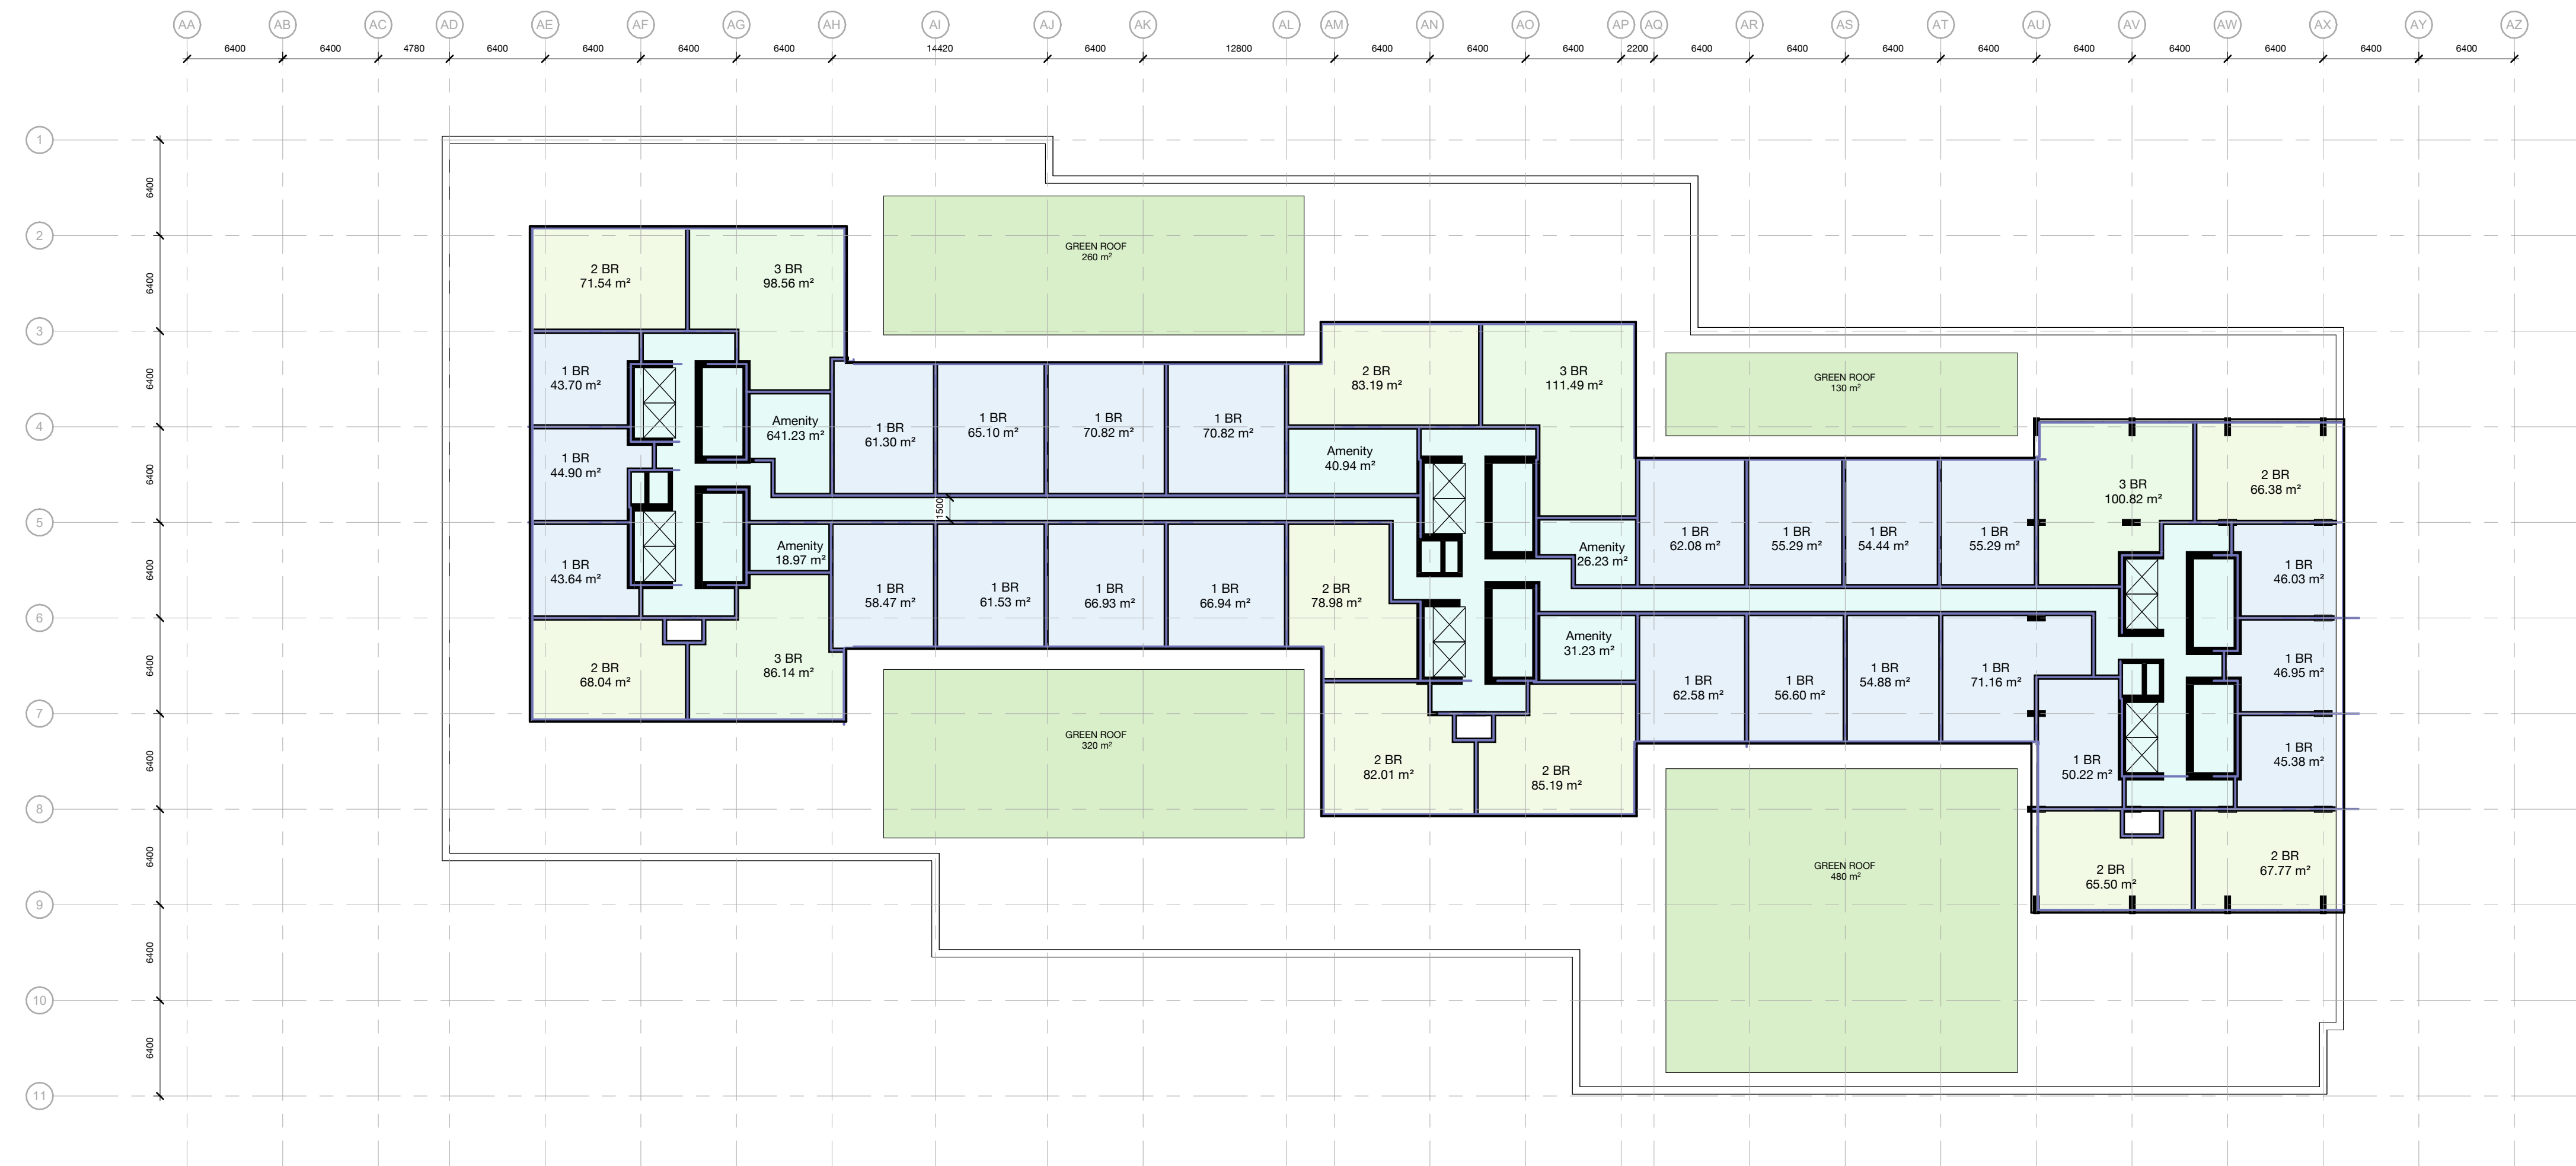 AA AB AC AD AE AF AG AH AI AJ AK AL AM AN AO AP AQ AR AS AT AU AV AW AX AY AZ
6400 6400 4780 6400 6400 6400 6400 14420 6400 12800 6400 6400 6400 2200 6400 6400 6400 6400 6400 6400 6400 6400 6400
1
2
3
4
5
6
7
8
9
10
11
6400
6400
6400
6400
6400
6400
6400
6400
6400
6400
GREEN ROOF
260 m²
2 BR
71.54 m²
3 BR
98.56 m²
1 BR
43.70 m²
1 BR
44.90 m²
1 BR
43.64 m²
2 BR
68.04 m²
3 BR
86.14 m²
Amenity
641.23 m²
Amenity
18.97 m²
1 BR
61.30 m²
1 BR
65.10 m²
1 BR
70.82 m²
1 BR
70.82 m²
1500
1 BR
58.47 m²
1 BR
61.53 m²
1 BR
66.93 m²
1 BR
66.94 m²
GREEN ROOF
320 m²
2 BR
83.19 m²
3 BR
111.49 m²
Amenity
40.94 m²
2 BR
78.98 m²
Amenity
26.23 m²
Amenity
31.23 m²
2 BR
82.01 m²
2 BR
85.19 m²
GREEN ROOF
130 m²
1 BR
62.08 m²
1 BR
55.29 m²
1 BR
54.44 m²
1 BR
55.29 m²
1 BR
62.58 m²
1 BR
56.60 m²
1 BR
54.88 m²
1 BR
71.16 m²
GREEN ROOF
480 m²
3 BR
100.82 m²
2 BR
66.38 m²
1 BR
46.03 m²
1 BR
46.95 m²
1 BR
45.38 m²
1 BR
50.22 m²
2 BR
65.50 m²
2 BR
67.77 m²